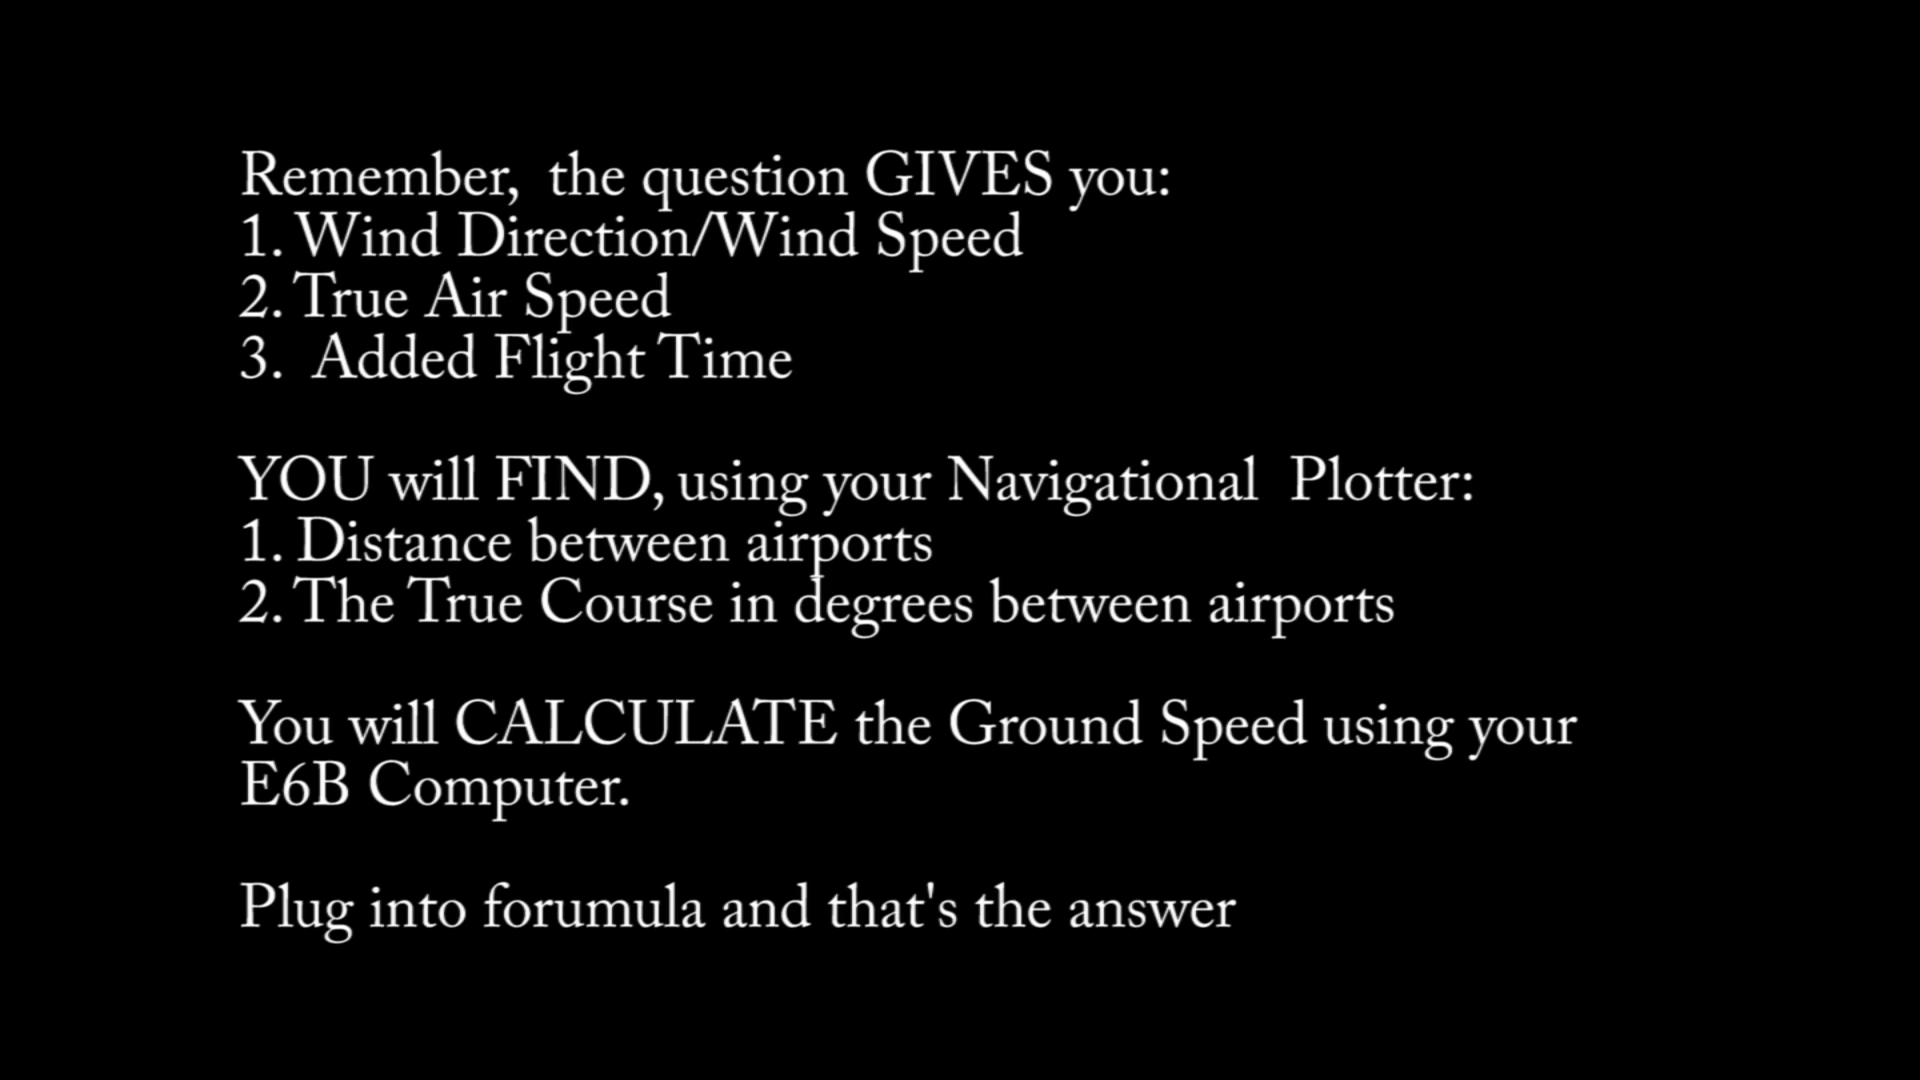 Remember,  the question GIVES you:
1. Wind Direction/Wind Speed
2. True Air Speed
3.  Added Flight Time
YOU will FIND, using your Navigational  Plotter:
1. Distance between airports
2. The True Course in degrees between airports
You will CALCULATE the Ground Speed using your
E6B Computer.
Plug into forumula and that's the answer